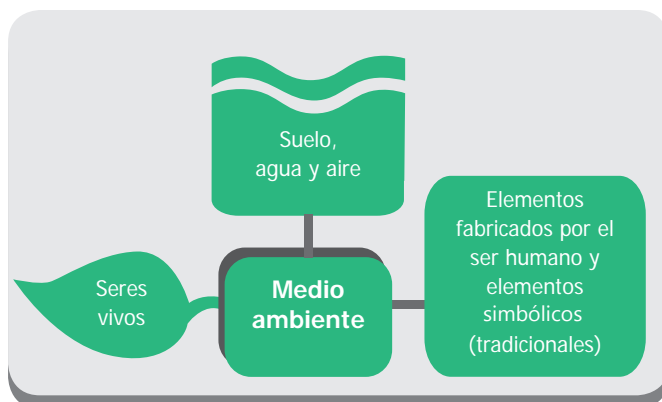 Suelo,
agua y aire
Elementos
fabricados por el
ser humano y
elementos
simbólicos
(tradicionales)
Seres
vivos
Medio
ambiente